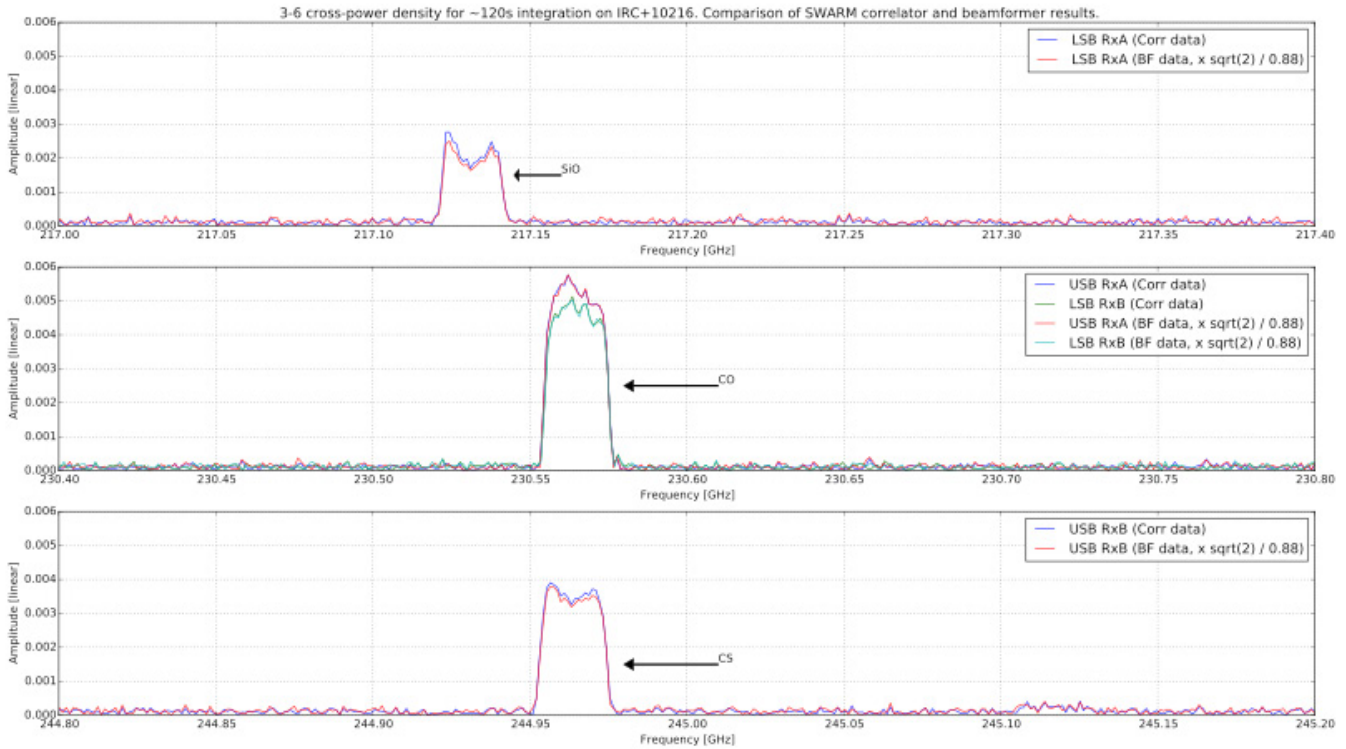 3-6 cross-power density for ~120s integration on IRC+10216. Comparison of SWARM correlator and beamformer results.
0.006
0.005
0.004
0.003
0.002
0.001
0.000
Amplitude [linear]
LSB RxA (Corr data)
LSB RxA (BF data, x sqrt(2) / 0.88)
SiO
217.00 217.05 217.10 217.15 217.20 217.25 217.30 217.35 217.40
Frequency [GHz]
0.006
0.005
0.004
0.003
0.002
0.001
0.000
Amplitude [linear]
USB RxA (Corr data)
LSB RxB (Corr data)
USB RxA (BF data, x sqrt(2) / 0.88)
LSB RxB (BF data, x sqrt(2) / 0.88)
CO
230.40 230.45 230.50 230.55 230.60 230.65 230.70 230.75 230.80
Frequency [GHz]
0.006
0.005
0.004
0.003
0.002
0.001
0.000
Amplitude [linear]
USB RxB (Corr data)
USB RxB (BF data, x sqrt(2) / 0.88)
CS
244.80 244.85 244.90 244.95 245.00 245.05 245.10 245.15 245.20
Frequency [GHz]